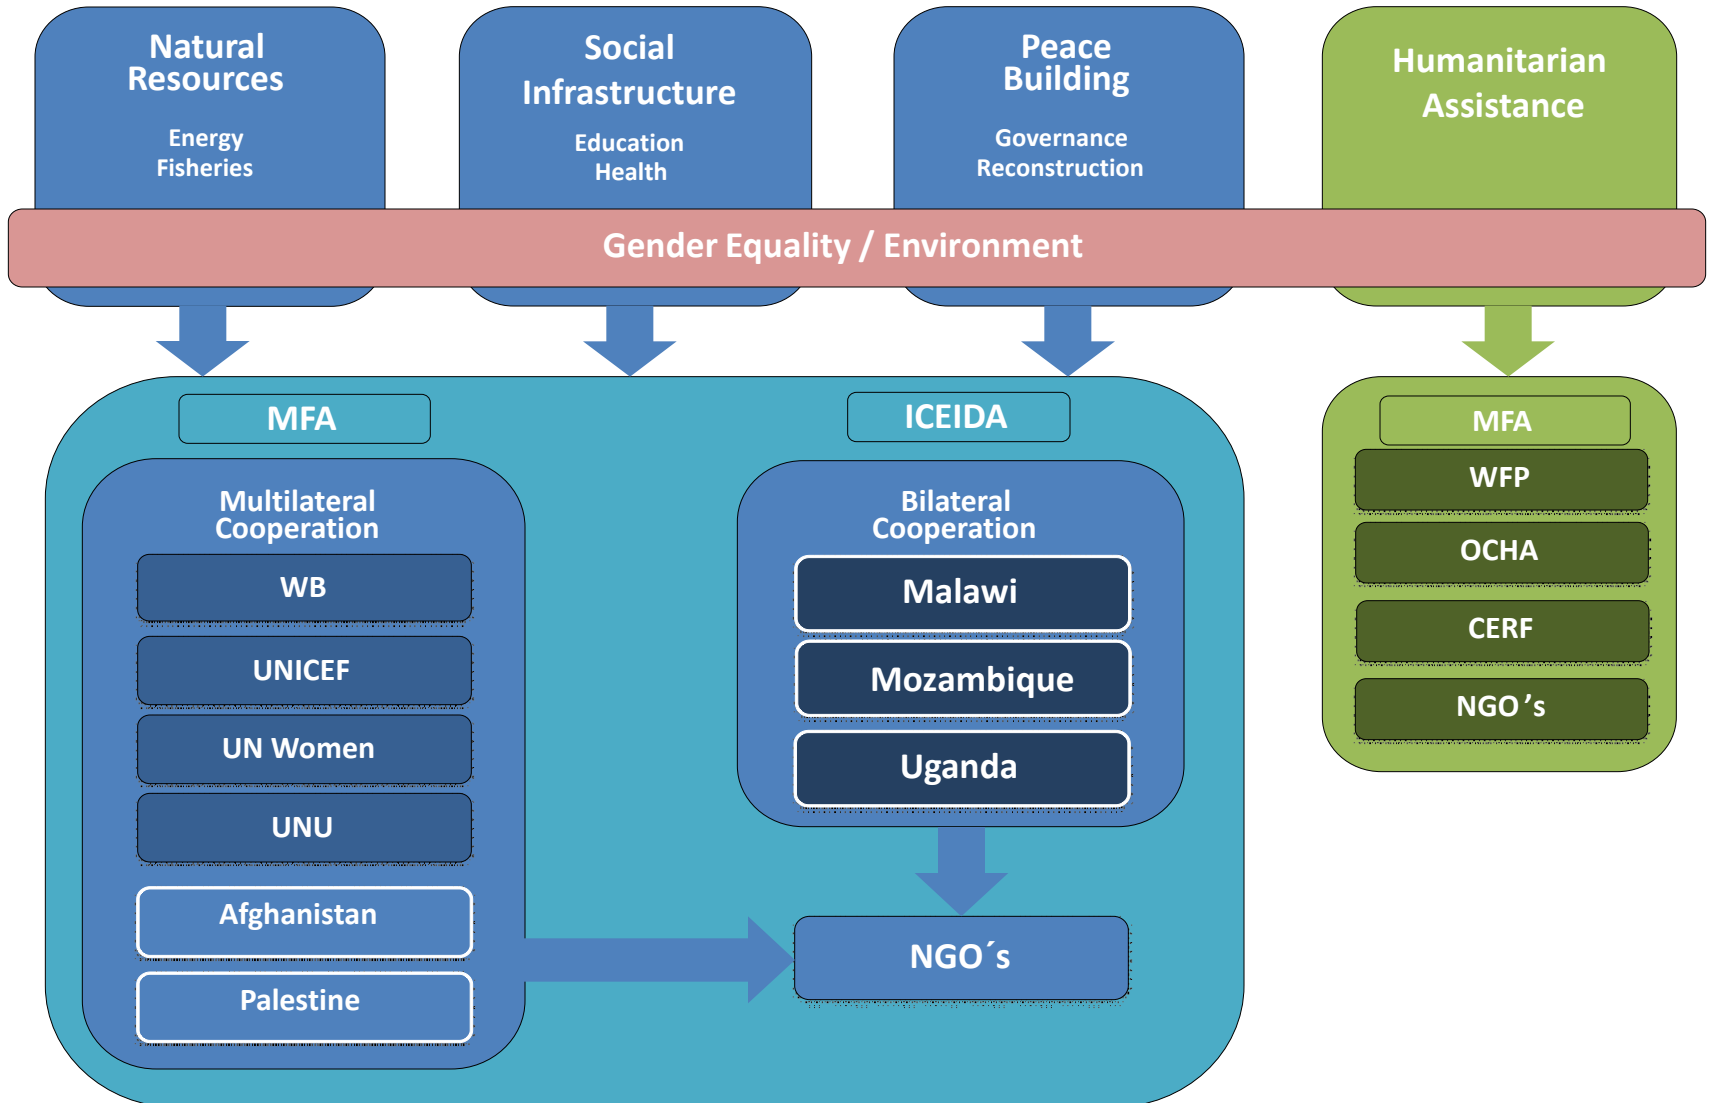 Natural
Resources
Energy
Fisheries
Social
Infrastructure
Education
Health
Peace
Building
Governance
Reconstruction
Humanitarian
Assistance
Gender Equality / Environment
MFA
Multilateral
Cooperation
WB
UNICEF
UN Women
UNU
Afghanistan
Palestine
ICEIDA
Bilateral
Cooperation
Malawi
Mozambique
Uganda
NGO´s
MFA
WFP
OCHA
CERF
NGO ’s